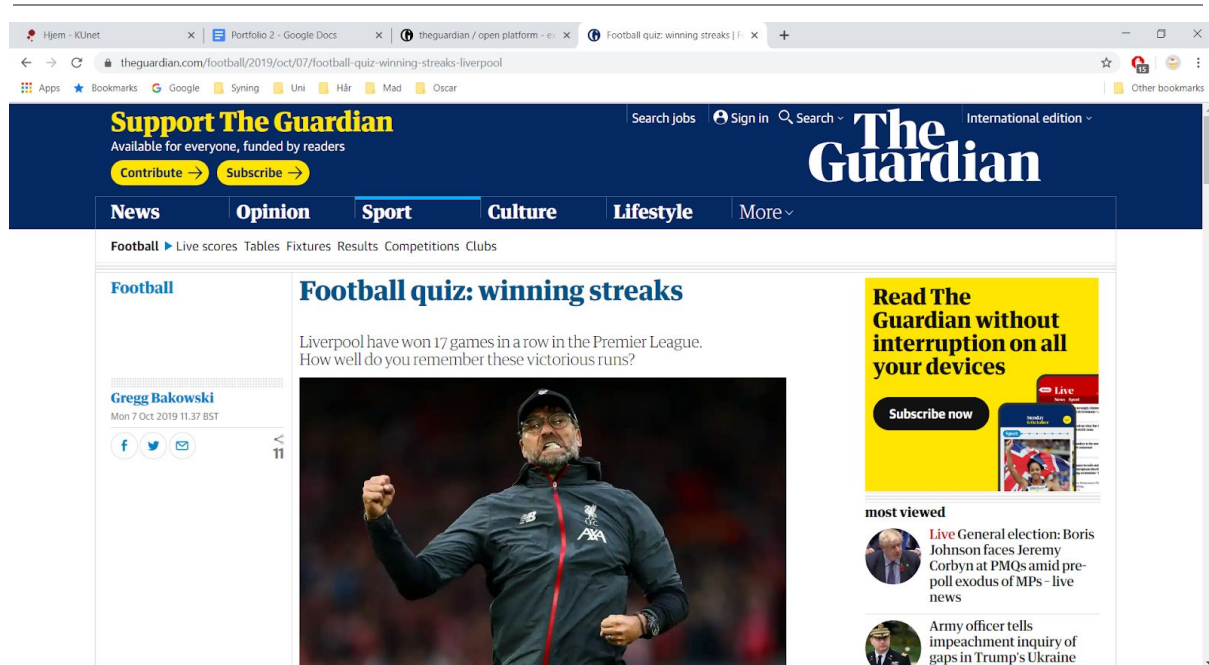 Hjem - KUnet
Portfolio 2 - Google Docs
theguardian / open platform - ex
Football quiz: winning streaks | F
theguardian.com/football/2019/oct/07/football-quiz-winning-streaks-liverpool
15
Apps Bookmarks Google Syning Uni Hår Mad Oscar Other bookmarks
Support The Guardian
Available for everyone, funded by readers
Contribute → Subscribe →
Search jobs Sign in Search International edition
The
Guardian
News Opinion Sport Culture Lifestyle More
Football Live scores Tables Fixtures Results Competitions Clubs
Football
Football quiz: winning streaks
Liverpool have won 17 games in a row in the Premier League.
How well do you remember these victorious runs?
Gregg Bakowski
Mon 7 Oct 2019 11.37 BST
11
AXA
Read The
Guardian without
interruption on all
your devices
Subscribe now
Live
most viewed
Live General election: Boris
Johnson faces Jeremy
Corbyn at PMQs amid pre-
poll exodus of MPs – live
news
Army officer tells
impeachment inquiry of
gaps in Trump's Ukraine